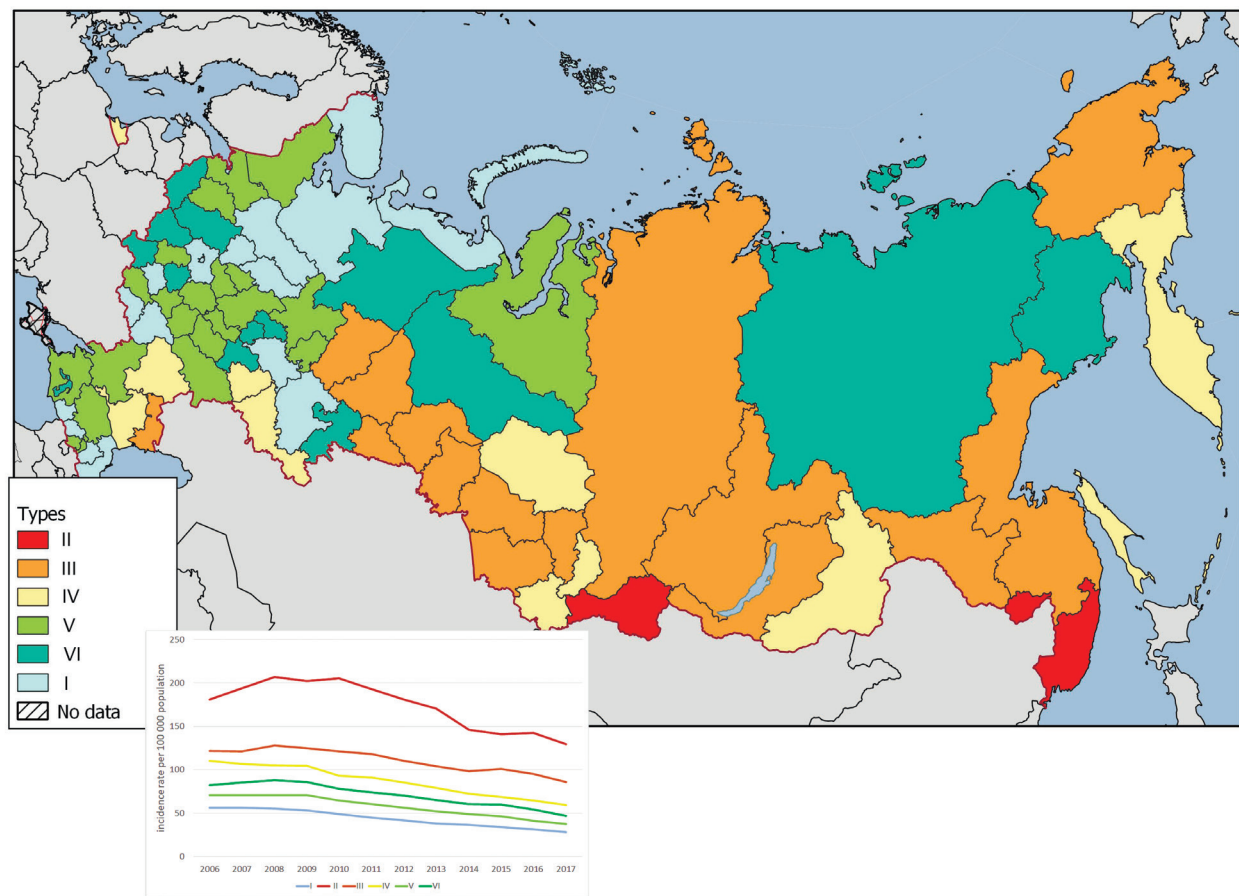 Types
II
III
IV
V
VI
I
No data
incidence rate per 100 000 population
250
200
150
100
50
0
2006 2007 2008 2009 2010 2011 2012 2013 2014 2015 2016 2017
I II III IV V VI